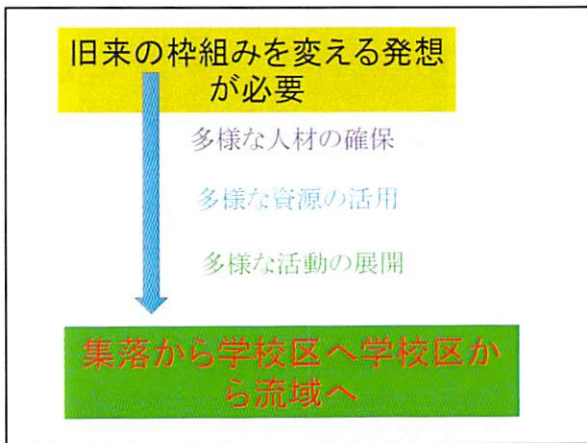 旧来の枠組みを変える発想
が必要
多様な人材の確保
多様な資源の活用
多様な活動の展開
集落から学校区へ学校区か
ら流域へ